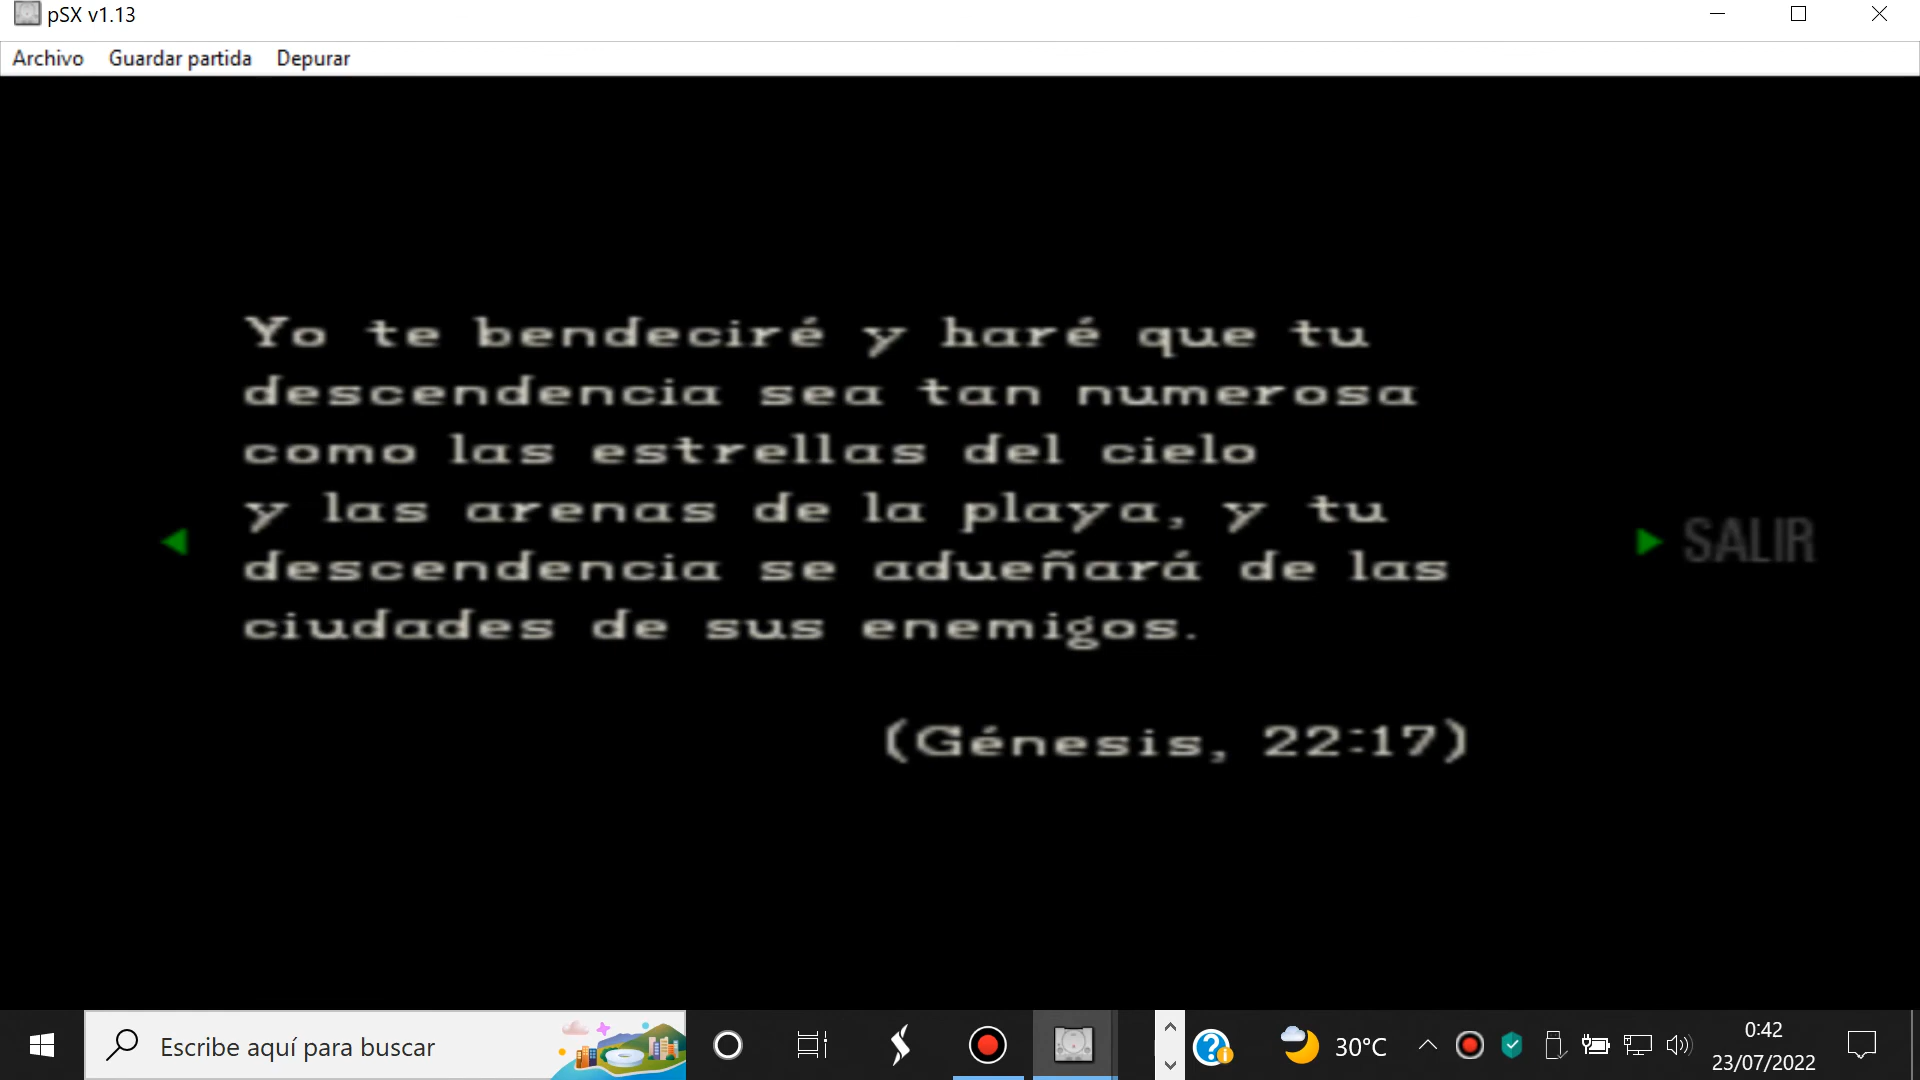 pSX v1.13
Archivo Guardar partida Depurar
Yo te bendeciré y haré que tu
descendencia sea tan numerosa
como las estrellas del cielo
y las arenas de la playa, y tu
descendencia se adueñará de las
ciudades de sus enemigos.
SALIR
(Génesis, 22:17)
Escribe aquí para buscar
30°C
0:42
23/07/2022